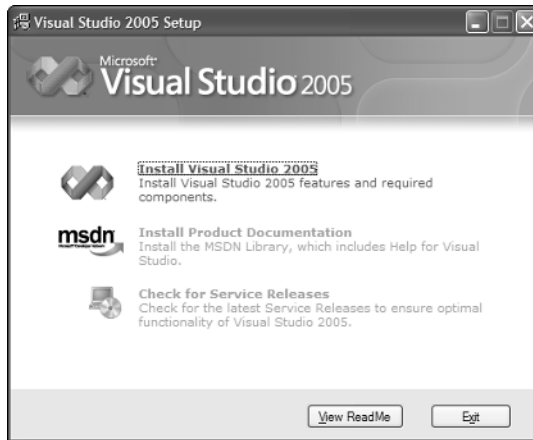 Visual Studio 2005 Setup
Microsoft
Visual Studio 2005
Install Visual Studio 2005
Install Visual Studio 2005 features and required
components.
msdn
Install Product Documentation
Install the MSDN Library, which includes Help for Visual
Studio.
Check for Service Releases
Check for the latest Service Releases to ensure optimal
functionality of Visual Studio 2005.
View ReadMe
Exit